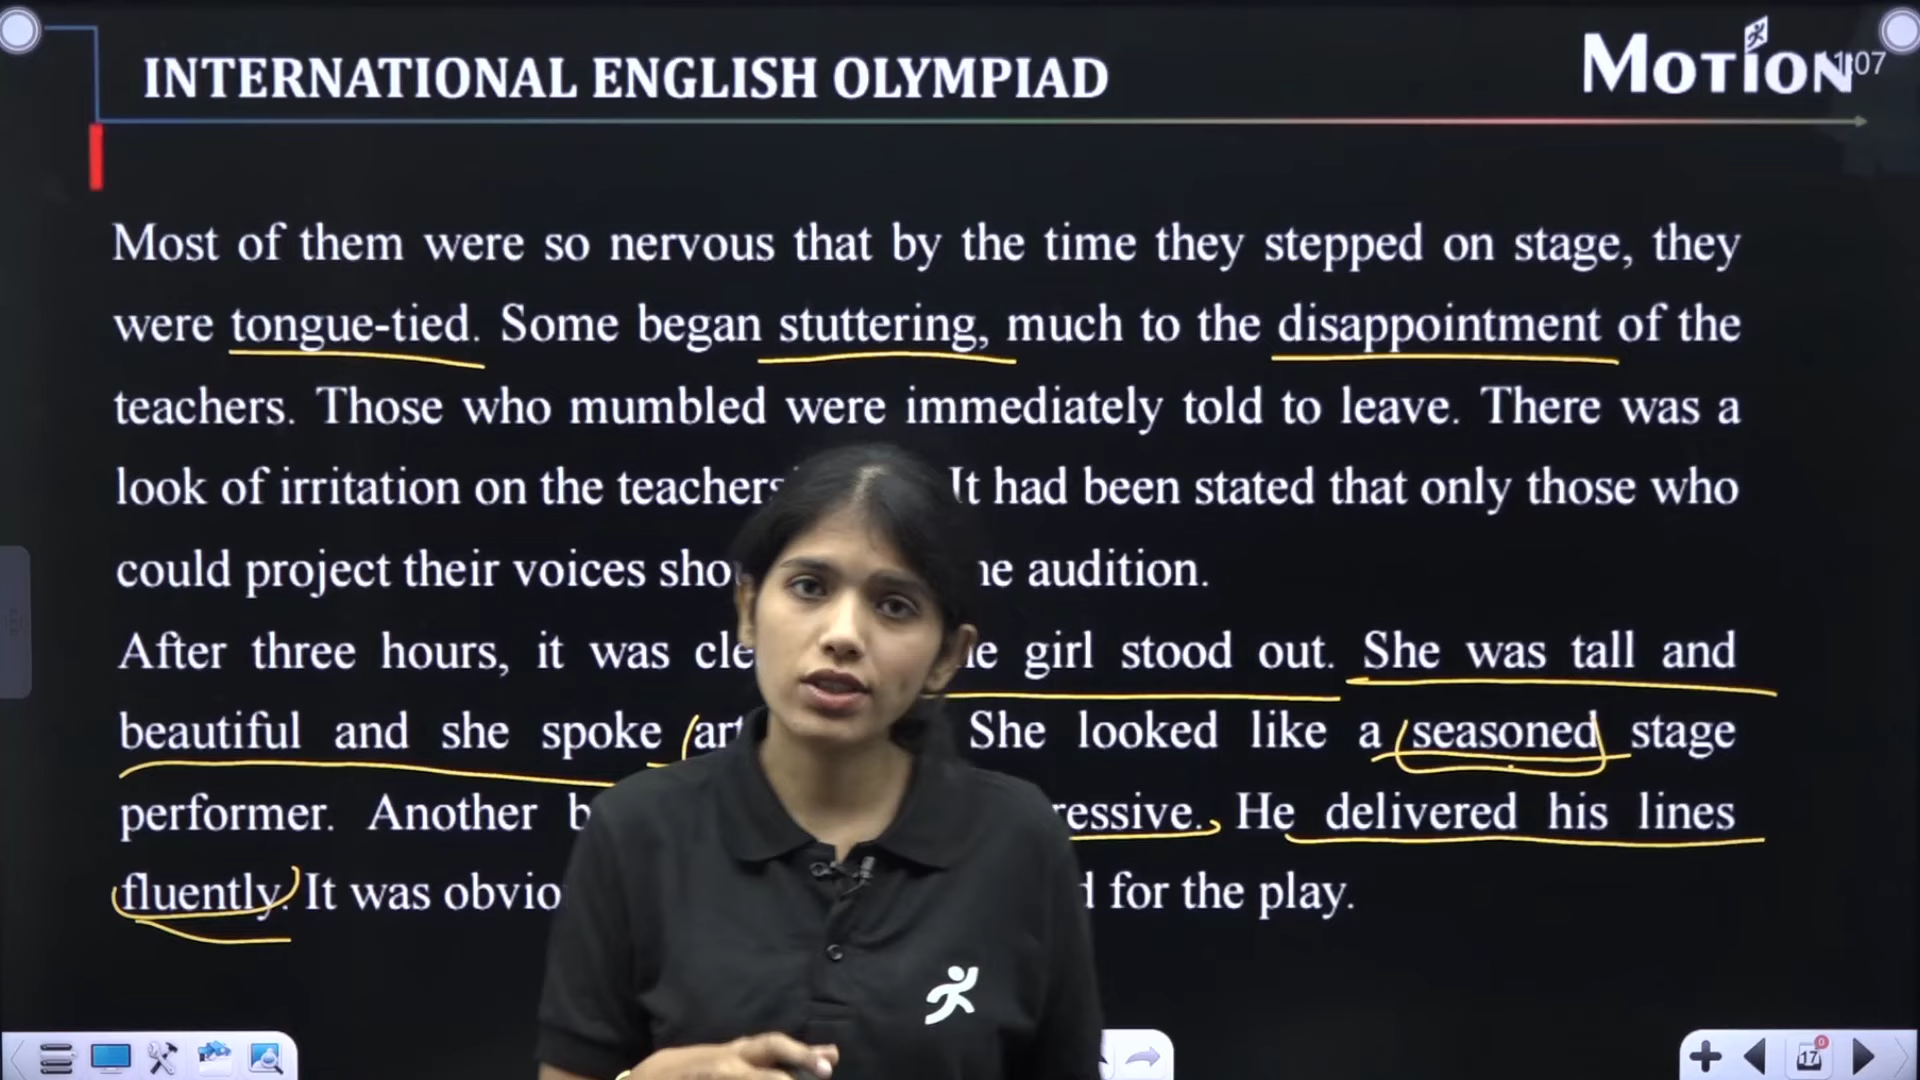 INTERNATIONAL ENGLISH OLYMPIAD
MOTION
1:07
Most of them were so nervous that by the time they stepped on stage, they
were tongue-tied. Some began stuttering, much to the disappointment of the
teachers. Those who mumbled were immediately told to leave. There was a
look of irritation on the teachers It had been stated that only those who
could project their voices audition.
After three hours, it was girl stood out. She was tall and
beautiful and she spoke She looked like a seasoned stage
performer. Another He delivered his lines
fluently. It was for the play.
17
0